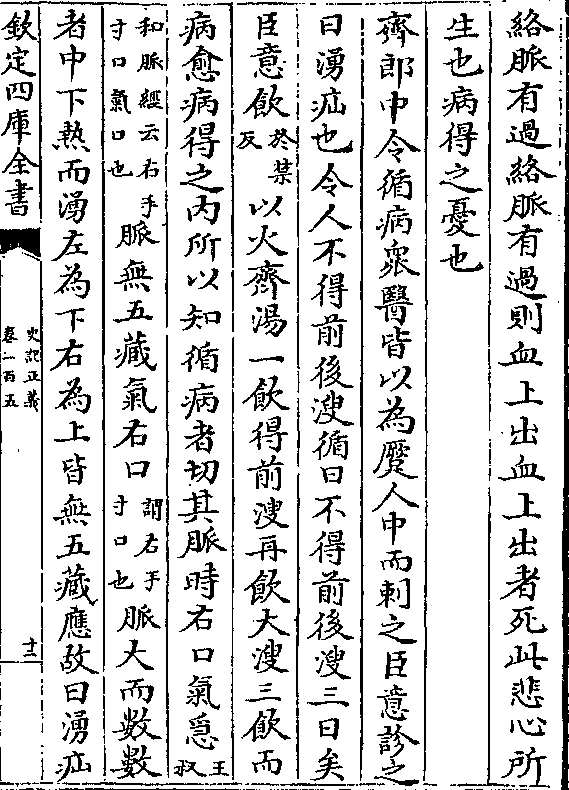 絡脈有過絡脈有過則血上出血上出者死此悲心所
生也病得之憂也
齊郎中令循病衆醫皆以為蹷人中而刺之臣意診之
曰湧疝也令人不得前後溲循曰不得前後溲三日矣
臣意飲於禁反以火齊湯一飲得前溲再飲大溲三飲而
病愈病得之内所以知循病者切其脈時右口氣急王叔
和脈經云右手寸口氣口也脈無五藏氣右口謂右手寸口也脈大而數數
者中下熱而湧左為下右為上皆無五藏應故曰湧疝
欽定四庫全書
史記正義
卷一百五
十二